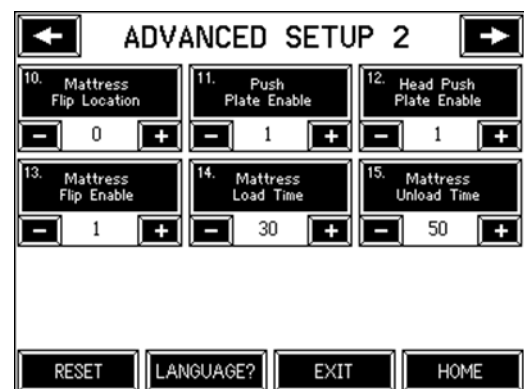 ADVANCED SETUP 2
10. Mattress
Flip Location
11. Push
Plate Enable
12. Head Push
Plate Enable
- 0 +
- 1 +
- 1 +
13. Mattress
Flip Enable
14. Mattress
Load Time
15. Mattress
Unload Time
- 1 +
- 30 +
- 50 +
RESET
LANGUAGE?
EXIT
HOME